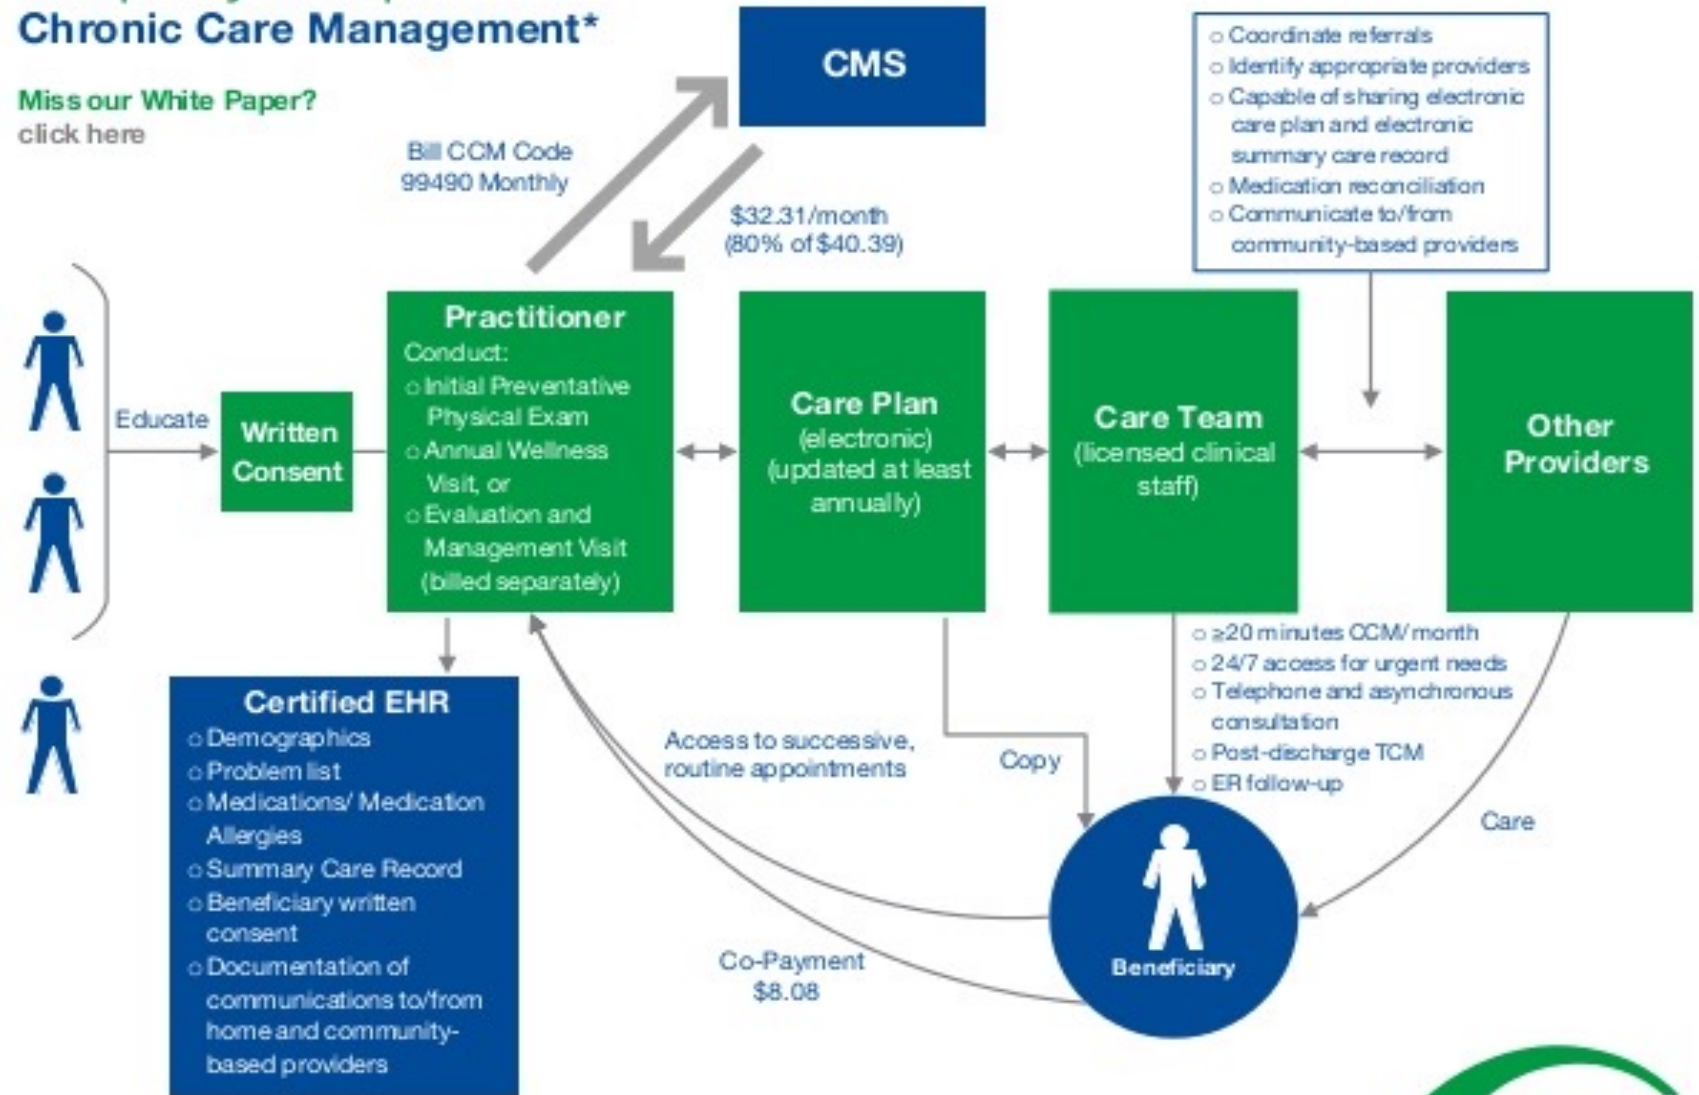 Chronic Care Management*
Miss our White Paper?
click here
CMS
Bill CCM Code
99490 Monthly
$32.31/month
(80% of $40.39)
○ Coordinate referrals
○ Identify appropriate providers
○ Capable of sharing electronic
care plan and electronic
summary care record
○ Medication reconciliation
○ Communicate to/from
community-based providers
Educate
Written
Consent
Practitioner
Conduct:
○ Initial Preventative
Physical Exam
○ Annual Wellness
Visit, or
○ Evaluation and
Management Visit
(billed separately)
Care Plan
(electronic)
(updated at least
annually)
Care Team
(licensed clinical
staff)
Other
Providers
Certified EHR
○ Demographics
○ Problem list
○ Medications/ Medication
Allergies
○ Summary Care Record
○ Beneficiary written
consent
○ Documentation of
communications to/from
home and community-
based providers
Access to successive,
routine appointments
Copy
○ ≥20 minutes CCM/month
○ 24/7 access for urgent needs
○ Telephone and asynchronous
consultation
○ Post-discharge TCM
○ ER follow-up
Care
Beneficiary
Co-Payment
$8.08